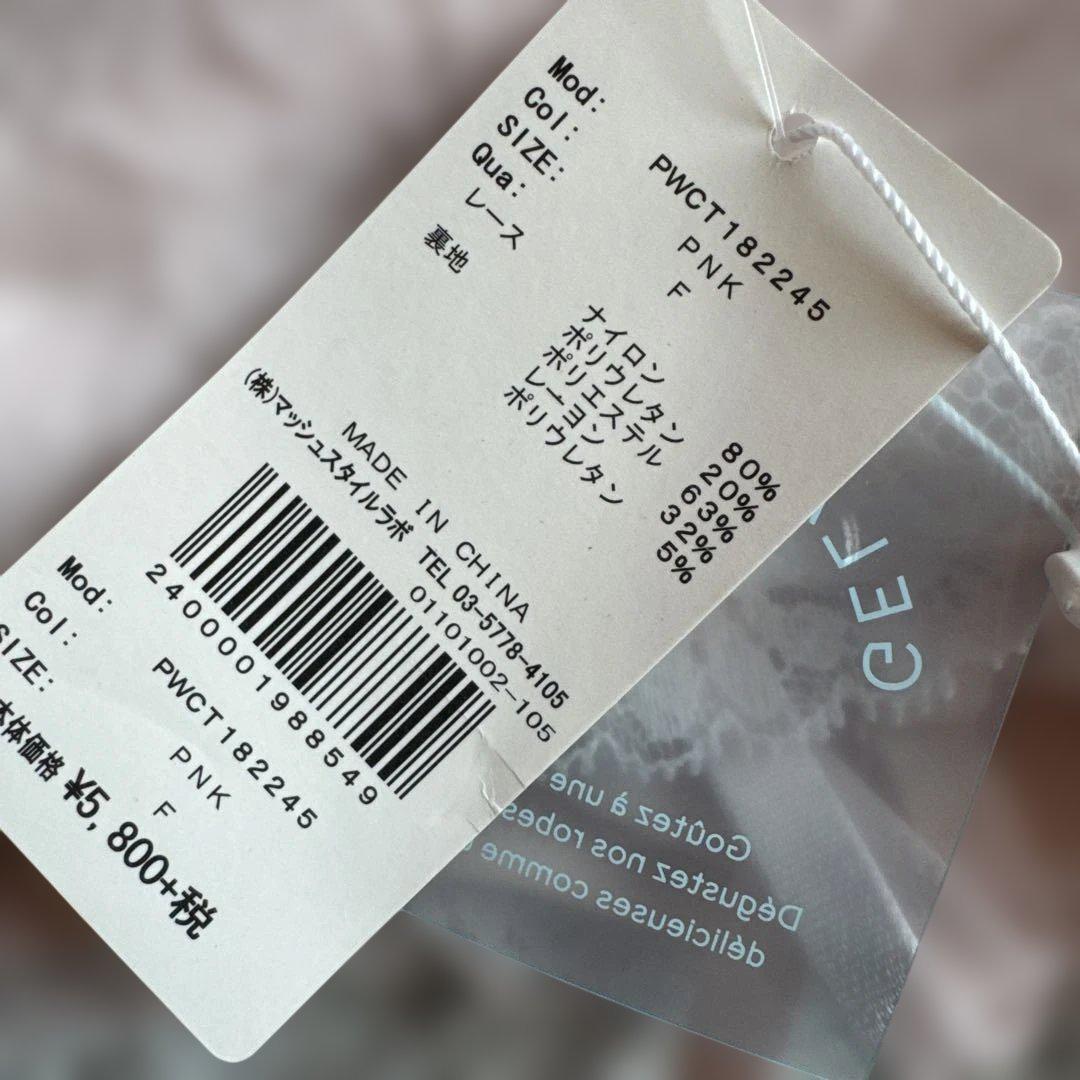 Mod: PWCT182245
Col: PNK
SIZE: F
Qua:
レース ナイロン 80%
ポリウレタン 20%
裏地 ポリエステル 63%
レーヨン 32%
ポリウレタン 5%
MADE IN CHINA
(株)マッシュスタイルラボ TEL 03-5778-4105
01101002-105
2400001988549
Mod: PWCT182245
Col: PNK
SIZE: F
本体価格 ¥5,800+税
GEL
Goûtez à une
Dégustez nos robes
délicieuses comme